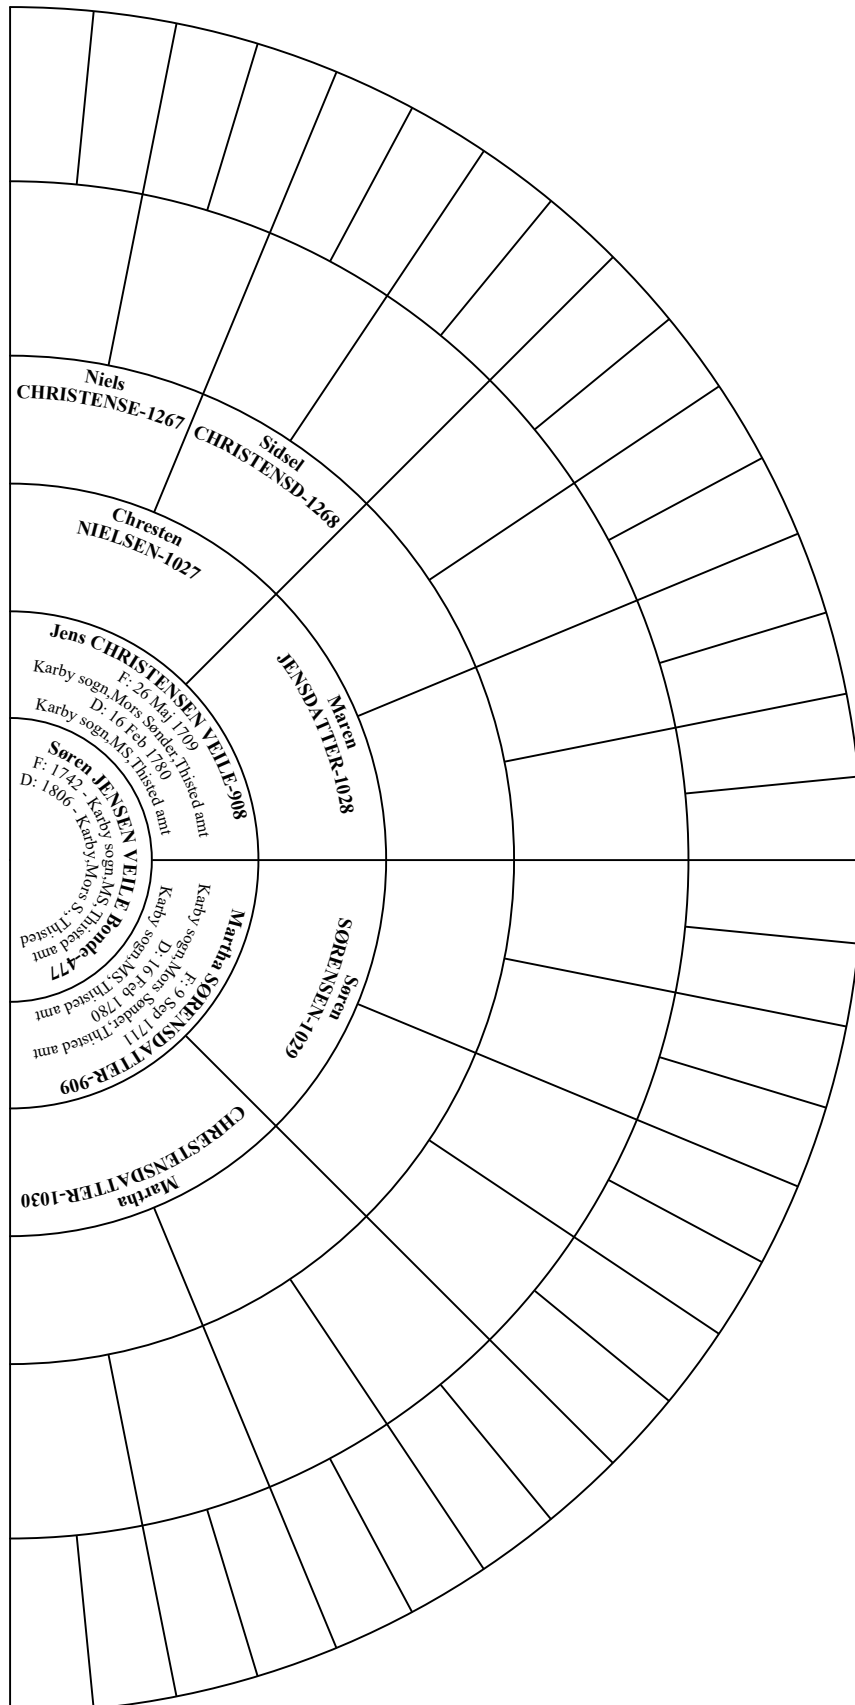 Niels
CHRISTENSE-1267
Sidsel
CHRISTENSD-1268
Chresten
NIELSEN-1027
Maren
JENSDATTER-1028
Jens CHRISTENSEN VEILE-908
F: 26 Maj 1709
Karby sogn,Mors Sønder,Thisted amt
D: 16 Feb 1780
Karby sogn,MS,Thisted amt
Søren JENSEN VEILE Bonde-477
F: 1742 - Karby sogn,MS,Thisted amt
D: 1806 - Karby,Mors S.,Thisted
Martha SØRENSDATTER-909
F: 9 Sep 1711
Karby sogn,Mors Sønder,Thisted amt
D: 16 Feb 1780
Karby sogn,MS,Thisted amt
Søren
SØRENSEN-1029
Martha
CHRESTENSDATTER-1030